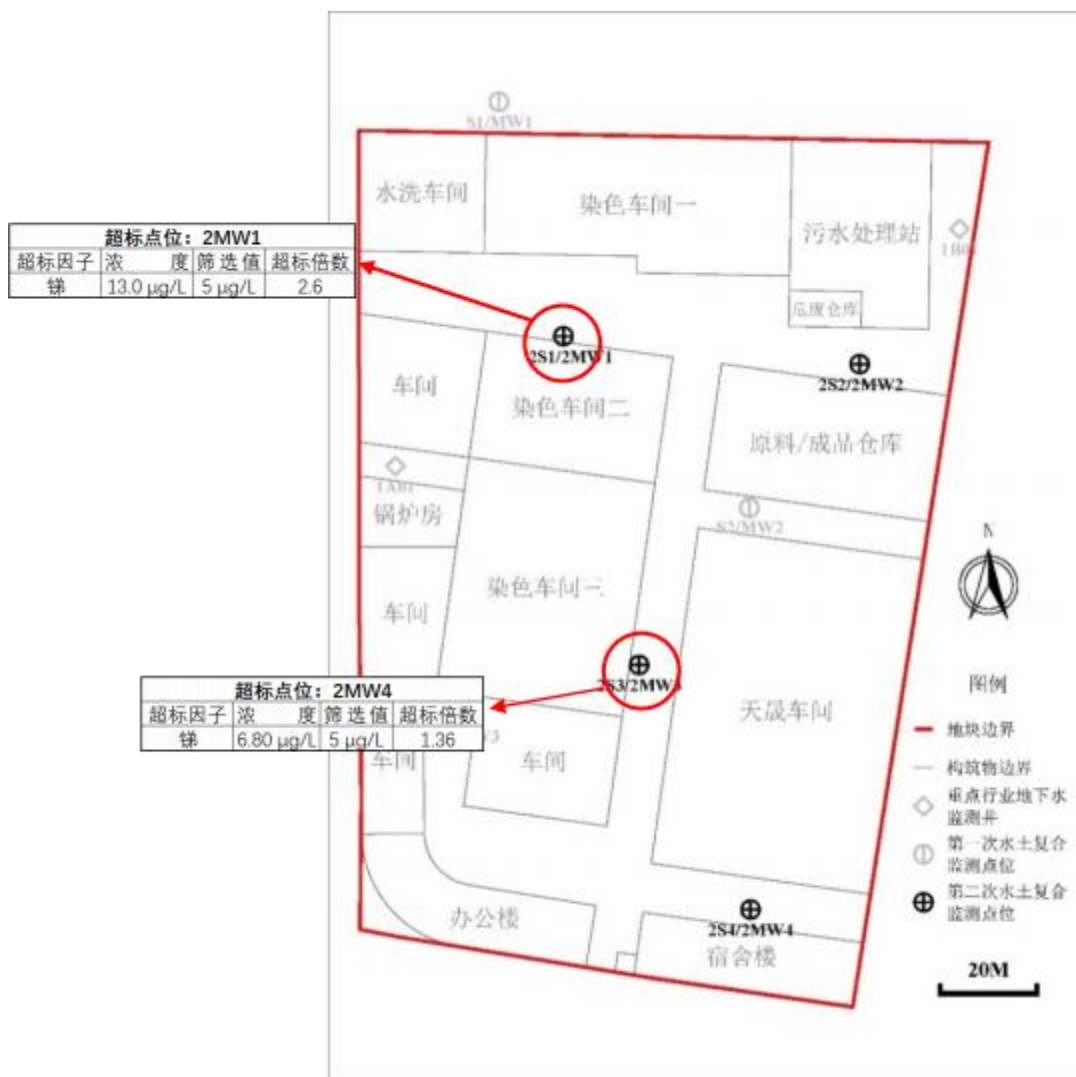 S1/MW1
水洗车间
染色车间一
污水处理站
超标点位：2MW1
超标因子 浓 度 筛选值 超标倍数
锑 13.0 μg/L 5 μg/L 2.6
危废仓库
2S1/2MW1
2S2/2MW2
车间
染色车间二
原料/成品仓库
1A01
锅炉房
S2/MW2
N
染色车间三
车间
2S3/2MW3
超标点位：2MW4
超标因子 浓 度 筛选值 超标倍数
锑 6.80 μg/L 5 μg/L 1.36
天晟车间
车间
车间
图例
地块边界
构筑物边界
重点行业地下水
监测井
第一次水土复合
监测点位
第二次水土复合
监测点位
2S4/2MW4
办公楼
宿舍楼
20M